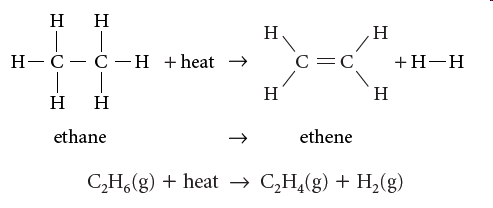 H H H H
H — C — C — H + heat → C = C + H — H
H H H H
ethane → ethene
C₂H₆(g) + heat → C₂H₄(g) + H₂(g)